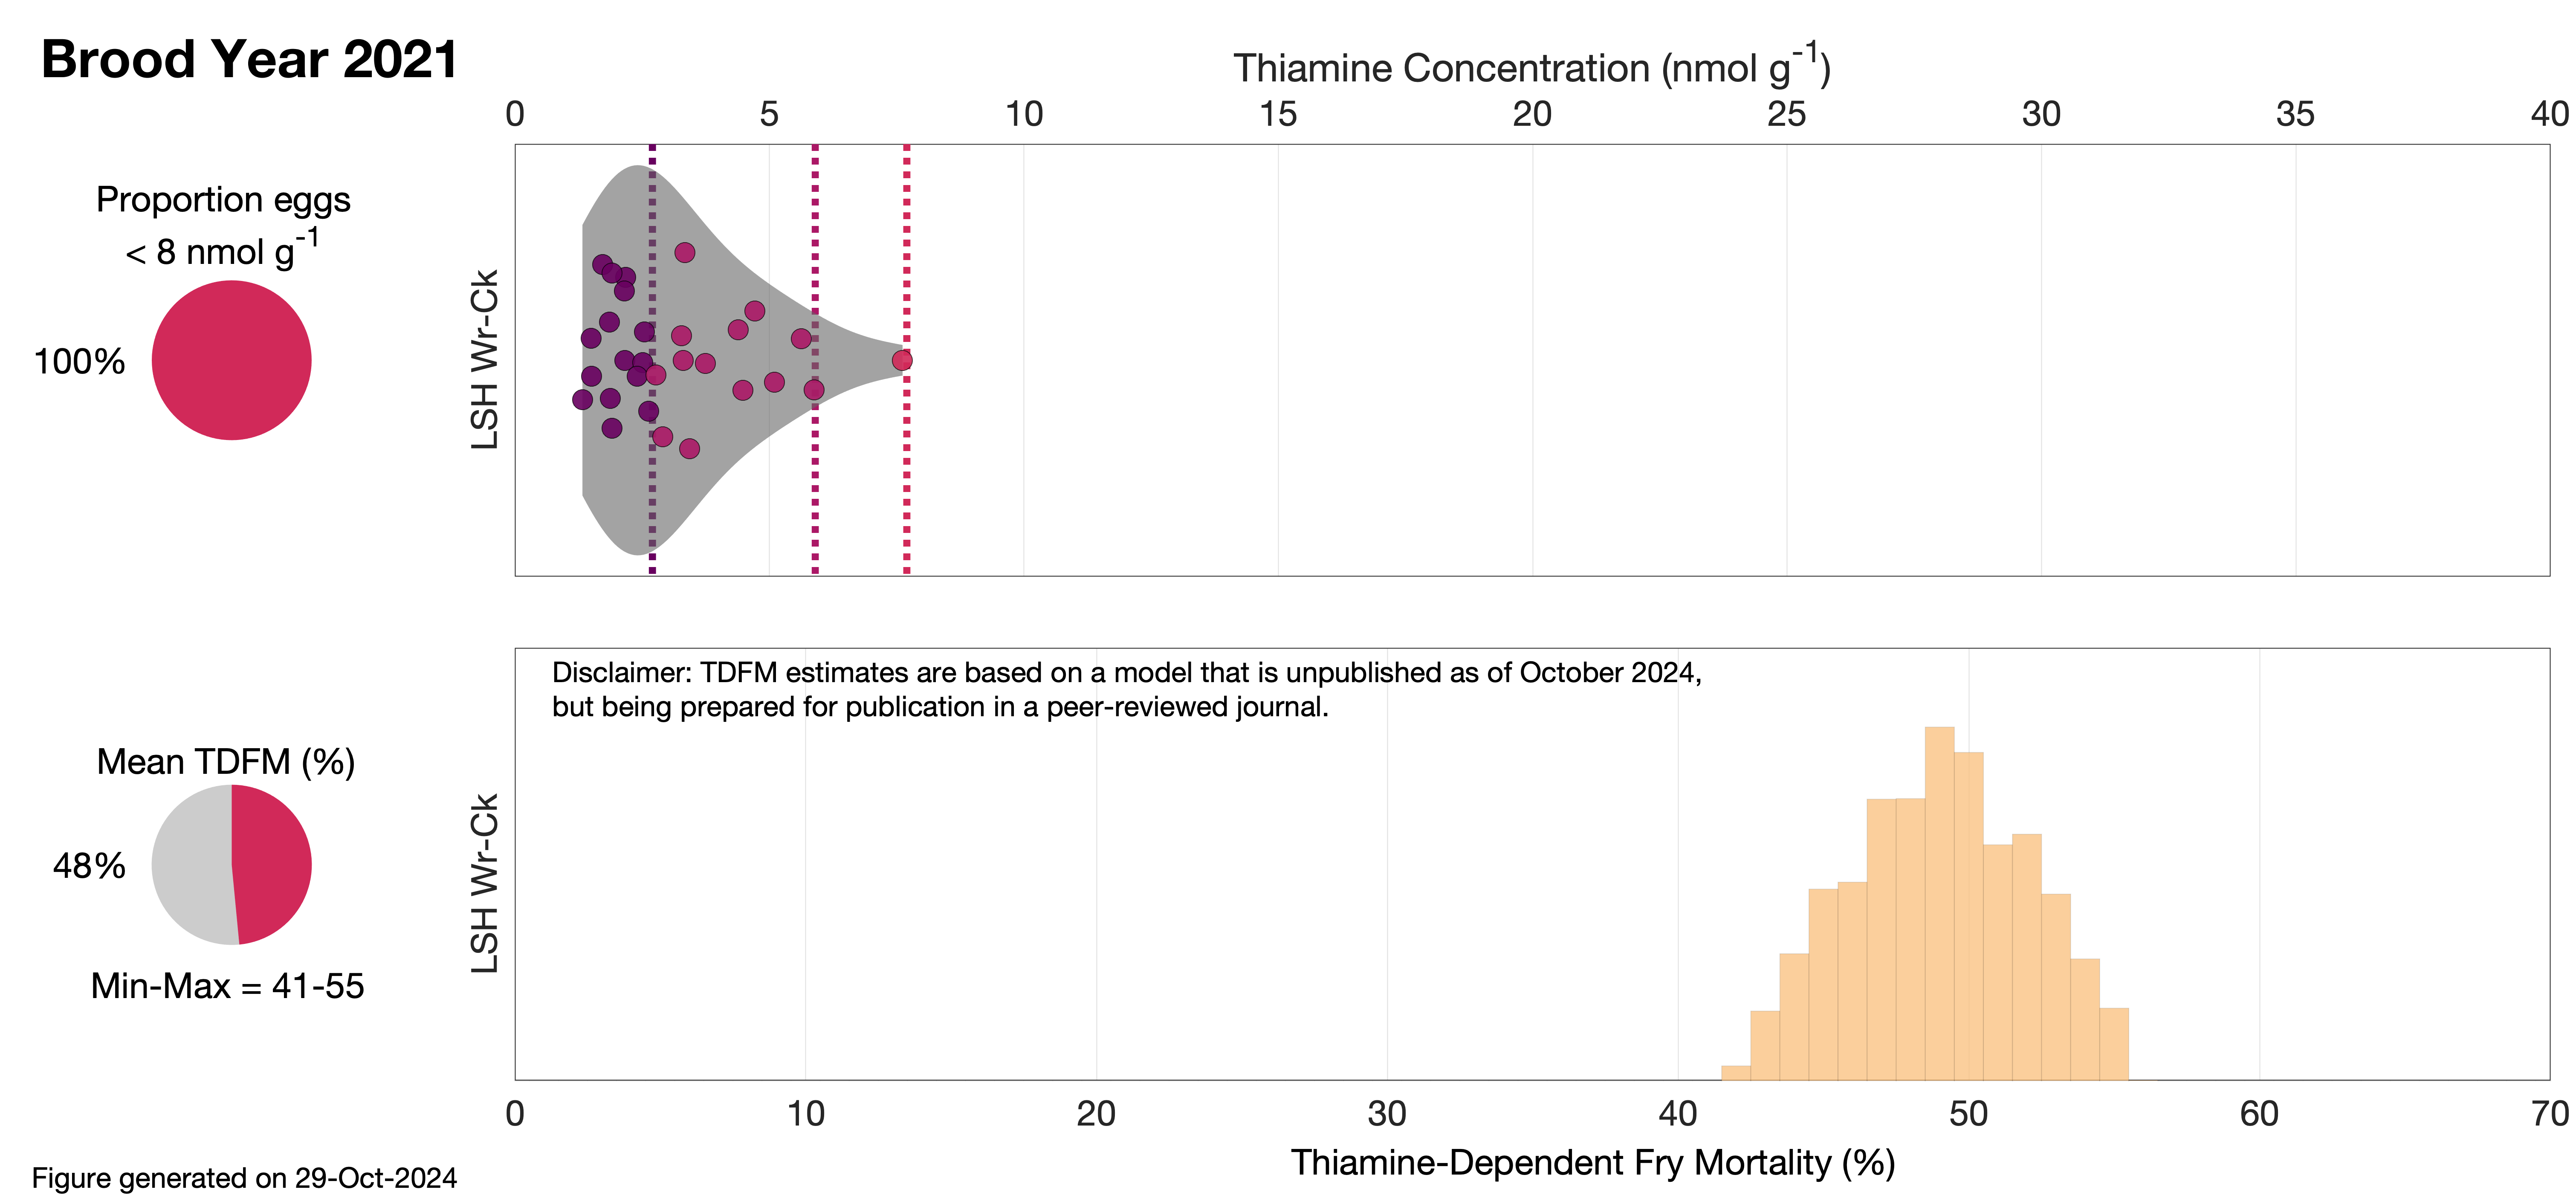 Brood Year 2021
Thiamine Concentration (nmol g⁻¹)
0 5 10 15 20 25 30 35 40
Proportion eggs
< 8 nmol g⁻¹
100%
LSH Wr-Ck
Disclaimer: TDFM estimates are based on a model that is unpublished as of October 2024,
but being prepared for publication in a peer-reviewed journal.
Mean TDFM (%)
48%
Min-Max = 41-55
LSH Wr-Ck
0 10 20 30 40 50 60 70
Thiamine-Dependent Fry Mortality (%)
Figure generated on 29-Oct-2024